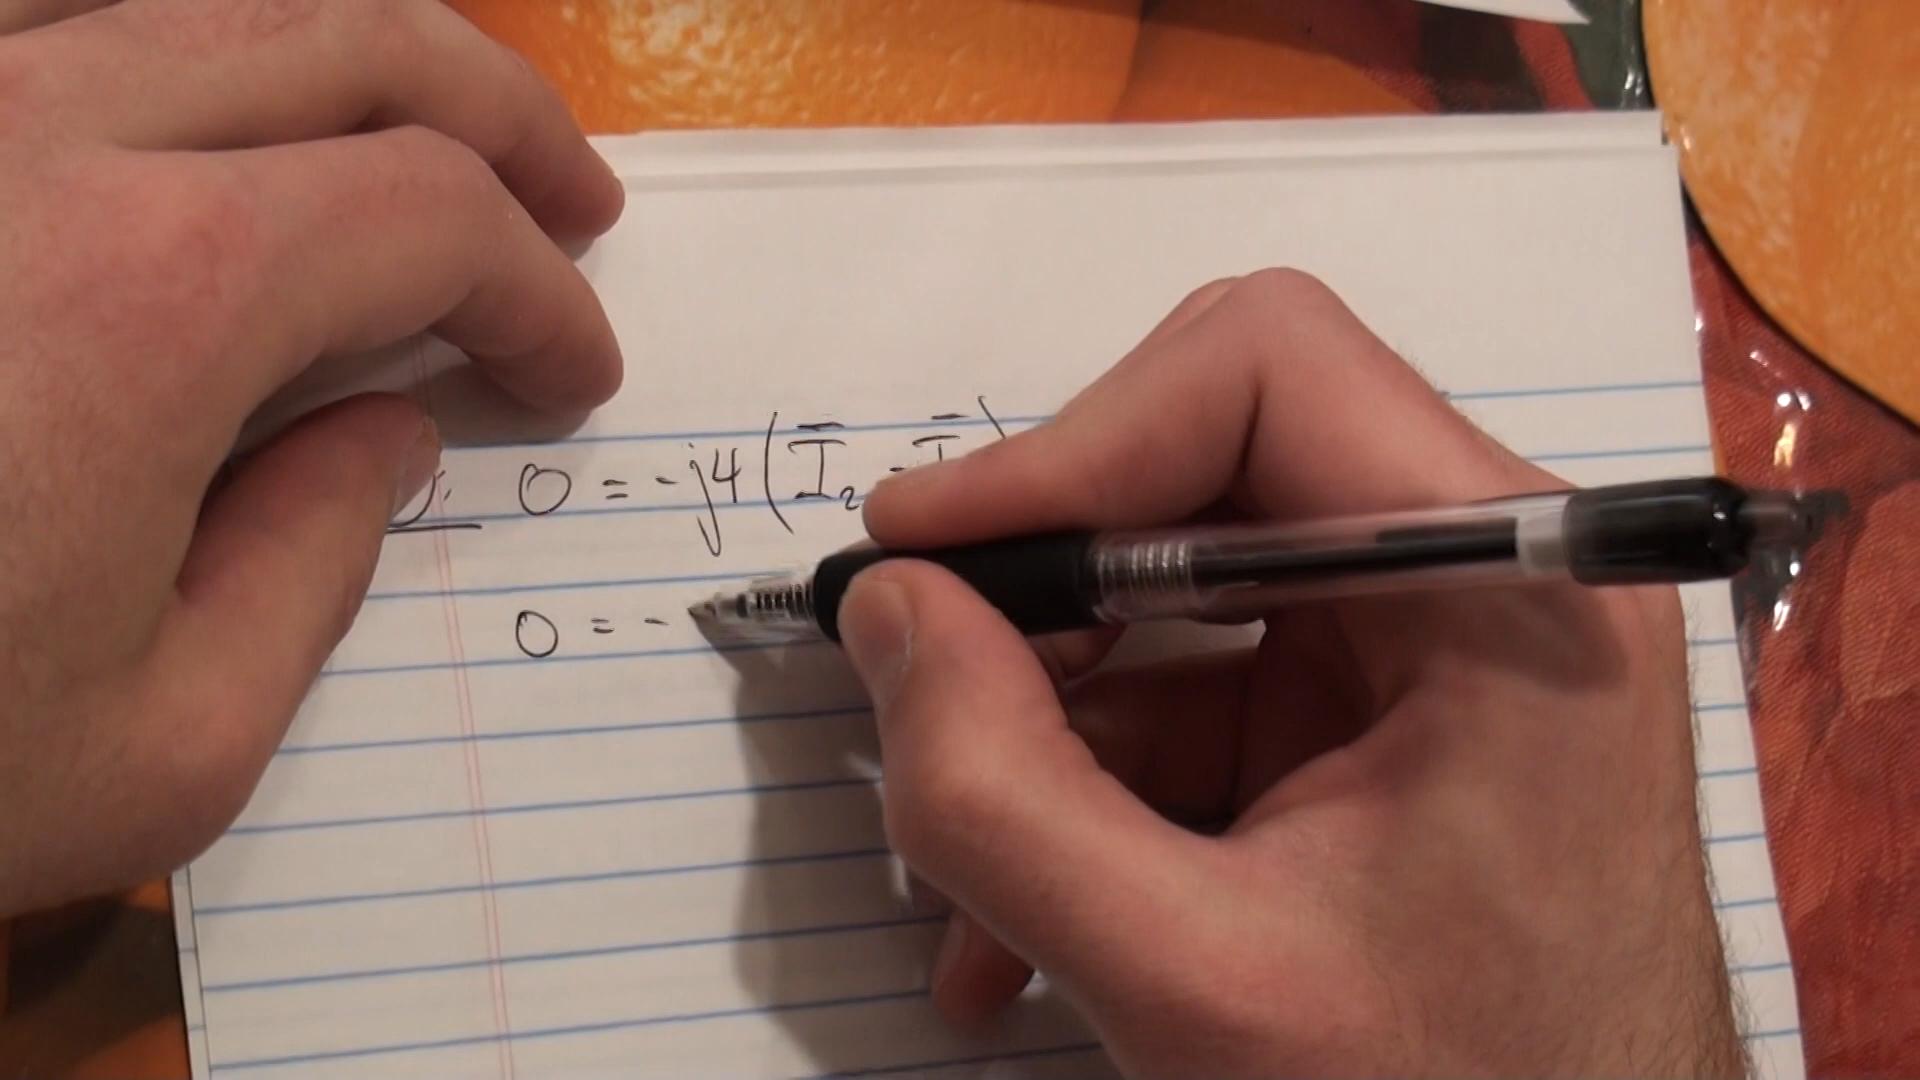 0 = -j4(Ī₂ - Ī
0 = -